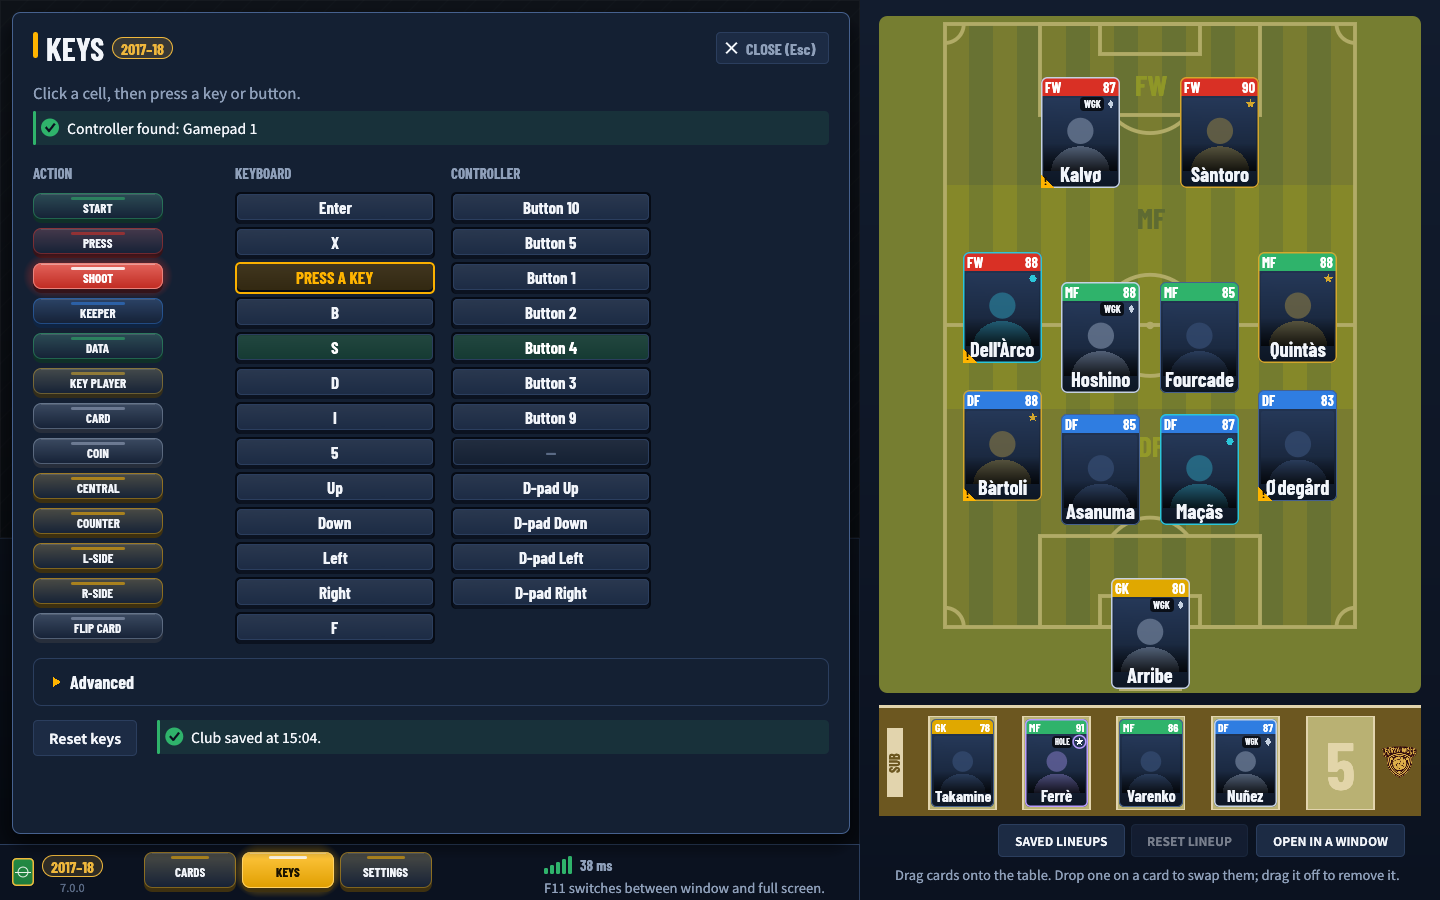 KEYS 2017-18
CLOSE (Esc)
Click a cell, then press a key or button.
Controller found: Gamepad 1
ACTION KEYBOARD CONTROLLER
START Enter Button 10
PRESS X Button 5
SHOOT PRESS A KEY Button 1
KEEPER B Button 2
DATA S Button 4
KEY PLAYER D Button 3
CARD I Button 9
COIN 5 —
CENTRAL Up D-pad Up
COUNTER Down D-pad Down
L-SIDE Left D-pad Left
R-SIDE Right D-pad Right
FLIP CARD F
Advanced
Reset keys
Club saved at 15:04.
2017-18
7.0.0
CARDS
KEYS
SETTINGS
38 ms
F11 switches between window and full screen.
FW
FW 87
WGK
Kalvø
FW 90
Sàntoro
MF
FW 88
Dell'Àrco
MF 88
WGK
Hoshino
MF 85
Fourcade
MF 88
Quintàs
DF
DF 88
Bàrtoli
DF 85
Asanuma
DF 87
Maçãs
DF 83
Ødegård
GK 80
WGK
Arribe
SUB
GK 78
Takamine
MF 91
HOLE
Ferrè
MF 86
Varenko
DF 87
WGK
Nuñez
5
SAVED LINEUPS
RESET LINEUP
OPEN IN A WINDOW
Drag cards onto the table. Drop one on a card to swap them; drag it off to remove it.